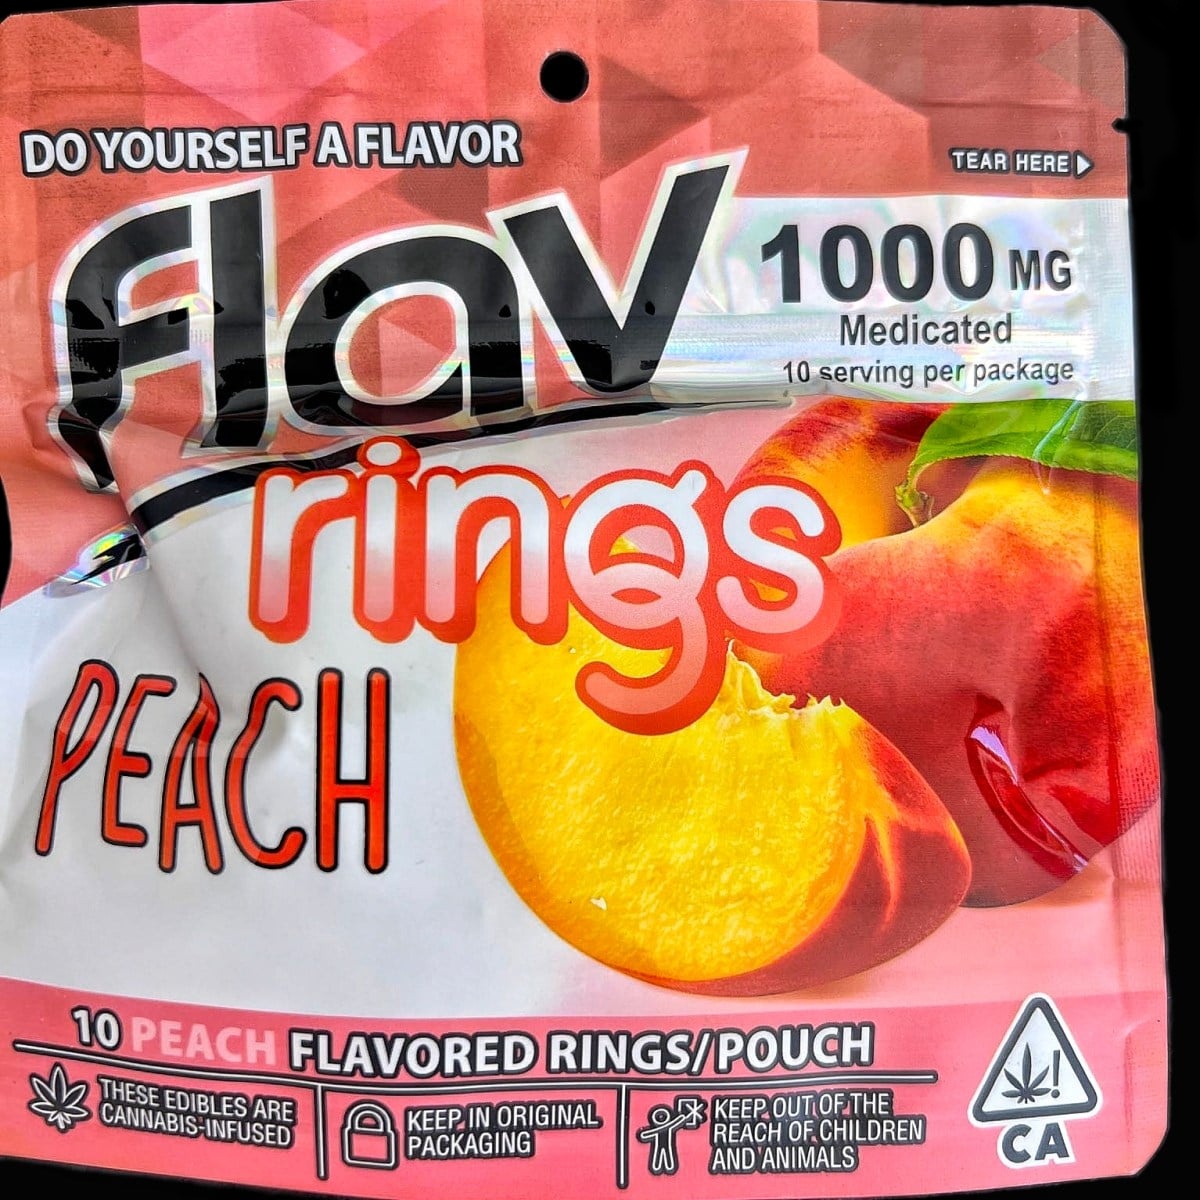 DO YOURSELF A FLAVOR
TEAR HERE
flav
1000 MG
Medicated
10 serving per package
rings
PEACH
10 PEACH FLAVORED RINGS/POUCH
THESE EDIBLES ARE
CANNABIS-INFUSED
KEEP IN ORIGINAL
PACKAGING
KEEP OUT OF THE
REACH OF CHILDREN
AND ANIMALS
!
CA